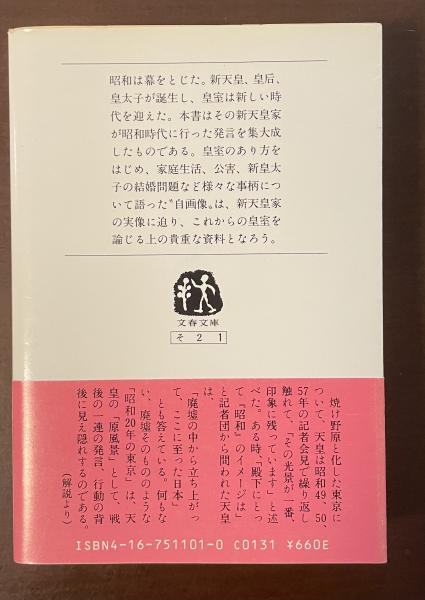 昭和は幕をとじた。新天皇、皇后、
皇太子が誕生し、皇室は新しい時
代を迎えた。本書はその新天皇家
が昭和時代に行った発言を集大成
したものである。皇室のあり方を
はじめ、家庭生活、公害、新皇太
子の結婚問題など様々な事柄につ
いて語った〝自画像〟は、新天皇家
の実像に迫り、これからの皇室を
論じる上の貴重な資料となろう。
文春文庫
そ 2 1
焼け野原と化した東京に
ついて、天皇は昭和49、50、
57年の記者会見で繰り返し
触れて、「その光景が一番、
印象に残っています」と述
べた。ある時、「殿下にとっ
て『昭和』のイメージは」
と記者団から問われた天皇
は、
「廃墟の中から立ち上がっ
て、ここに至った日本」
とも答えている。何もな
い、廃墟そのもののような
「昭和20年の東京」は、天
皇の「原風景」として、戦
後の一連の発言、行動の背
後に見え隠れするのである。
(解説より)
ISBN4-16-751101-0 C0131 ¥660E